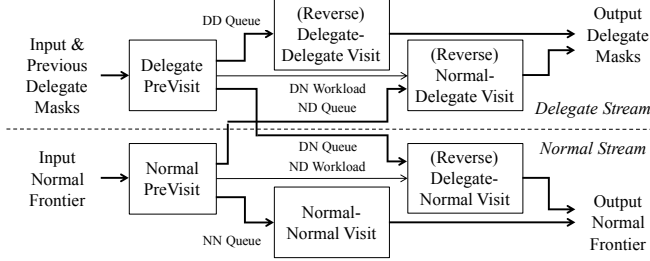 Input &
Previous
Delegate
Masks
Delegate
PreVisit
DD Queue
(Reverse)
Delegate-
Delegate Visit
DN Workload
ND Queue
(Reverse)
Normal-
Delegate Visit
Output
Delegate
Masks
Delegate Stream
Normal Stream
Input
Normal
Frontier
Normal
PreVisit
DN Queue
ND Workload
(Reverse)
Delegate-
Normal Visit
NN Queue
Normal-
Normal Visit
Output
Normal
Frontier